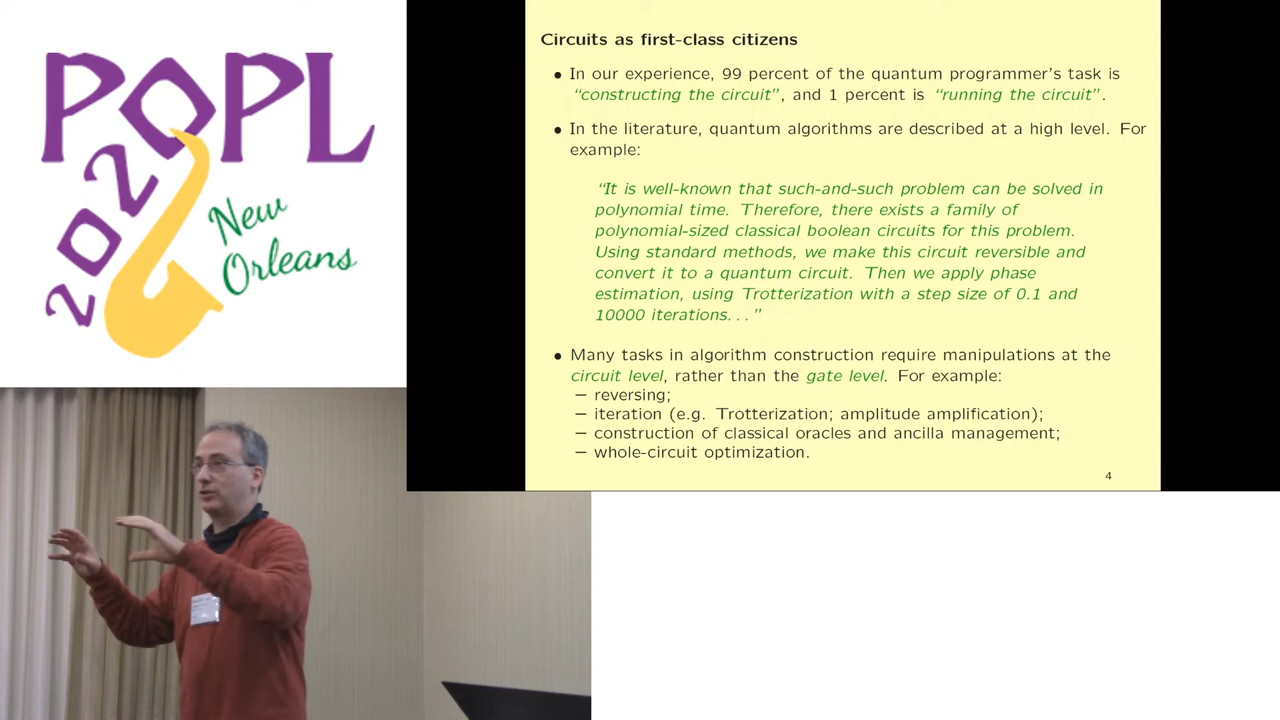 POPL
2020
New
Orleans
Circuits as first-class citizens
• In our experience, 99 percent of the quantum programmer's task is
“constructing the circuit”, and 1 percent is “running the circuit”.
• In the literature, quantum algorithms are described at a high level. For
example:
“It is well-known that such-and-such problem can be solved in
polynomial time. Therefore, there exists a family of
polynomial-sized classical boolean circuits for this problem.
Using standard methods, we make this circuit reversible and
convert it to a quantum circuit. Then we apply phase
estimation, using Trotterization with a step size of 0.1 and
10000 iterations. . . ”
• Many tasks in algorithm construction require manipulations at the
circuit level, rather than the gate level. For example:
– reversing;
– iteration (e.g. Trotterization; amplitude amplification);
– construction of classical oracles and ancilla management;
– whole-circuit optimization.
4